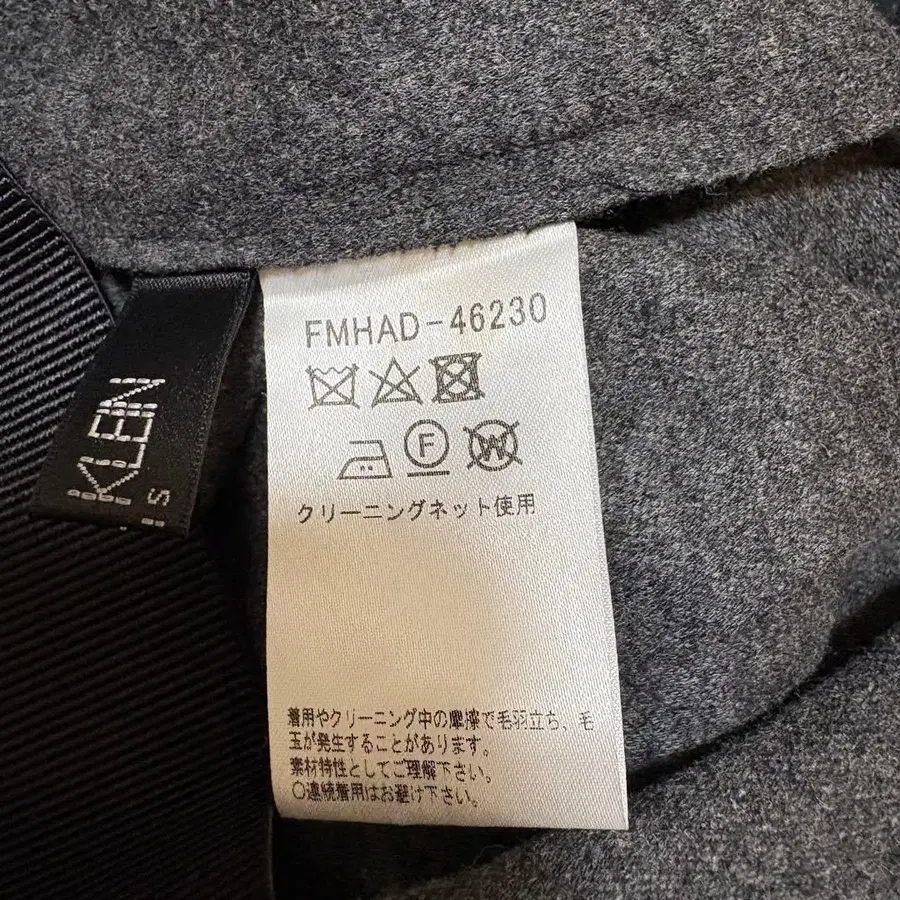 FMHAD-46230
F W
クリーニングネット使用
着用やクリーニング中の摩擦で毛羽立ち、毛
玉が発生することがあります。
素材特性としてご理解下さい。
○連続着用はお避け下さい。
KLEIN